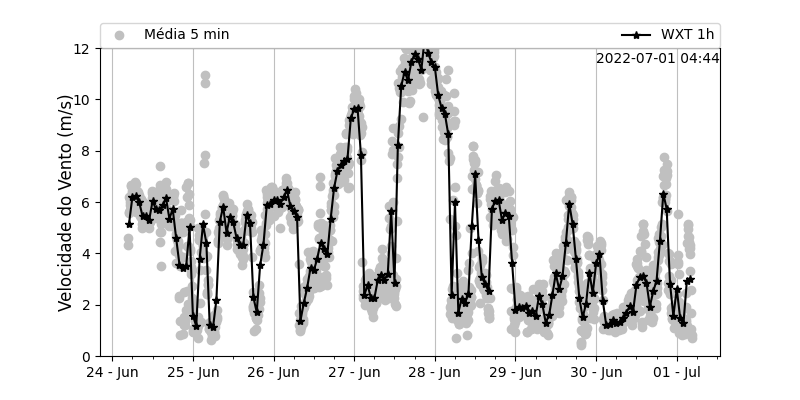 Média 5 min
WXT 1h
2022-07-01 04:44
Velocidade do Vento (m/s)
12
10
8
6
4
2
0
24 - Jun
25 - Jun
26 - Jun
27 - Jun
28 - Jun
29 - Jun
30 - Jun
01 - Jul